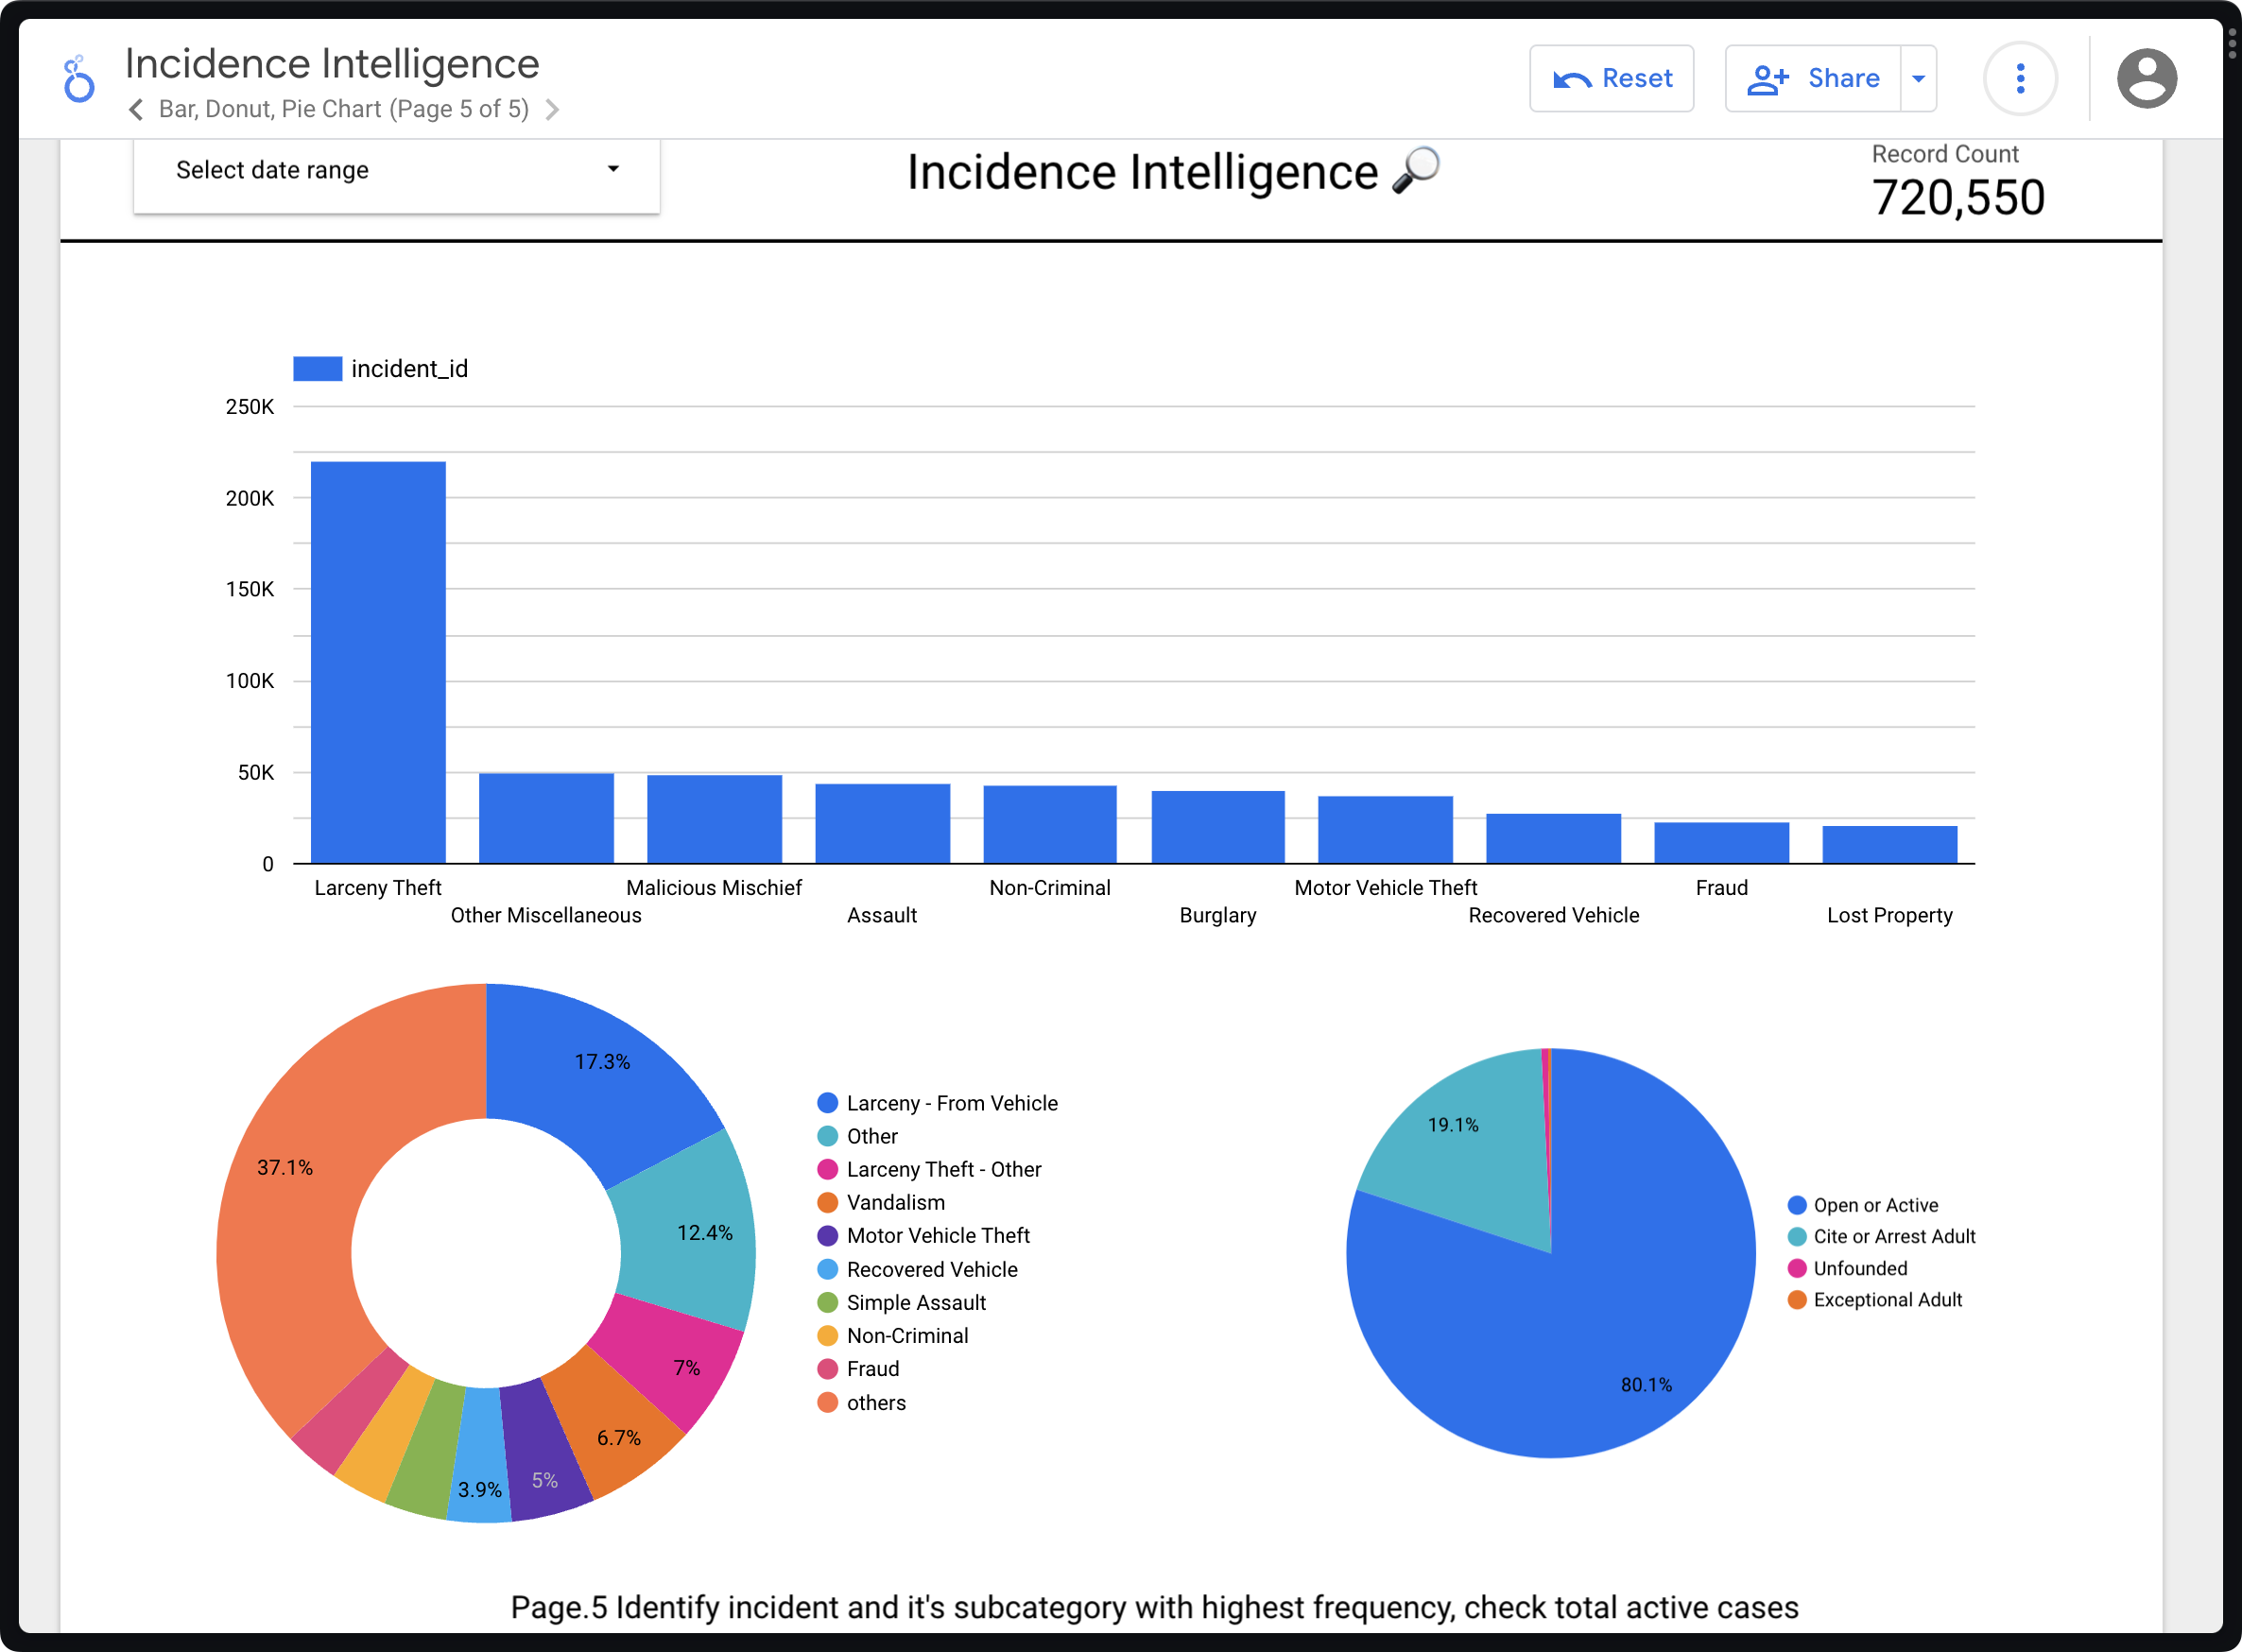 Incidence Intelligence
Bar, Donut, Pie Chart (Page 5 of 5)
Reset
Share
Select date range
Incidence Intelligence
Record Count
720,550
incident_id
250K
200K
150K
100K
50K
0
Larceny Theft
Other Miscellaneous
Malicious Mischief
Assault
Non-Criminal
Burglary
Motor Vehicle Theft
Recovered Vehicle
Fraud
Lost Property
17.3%
12.4%
7%
6.7%
5%
3.9%
37.1%
Larceny - From Vehicle
Other
Larceny Theft - Other
Vandalism
Motor Vehicle Theft
Recovered Vehicle
Simple Assault
Non-Criminal
Fraud
others
19.1%
80.1%
Open or Active
Cite or Arrest Adult
Unfounded
Exceptional Adult
Page.5 Identify incident and it's subcategory with highest frequency, check total active cases